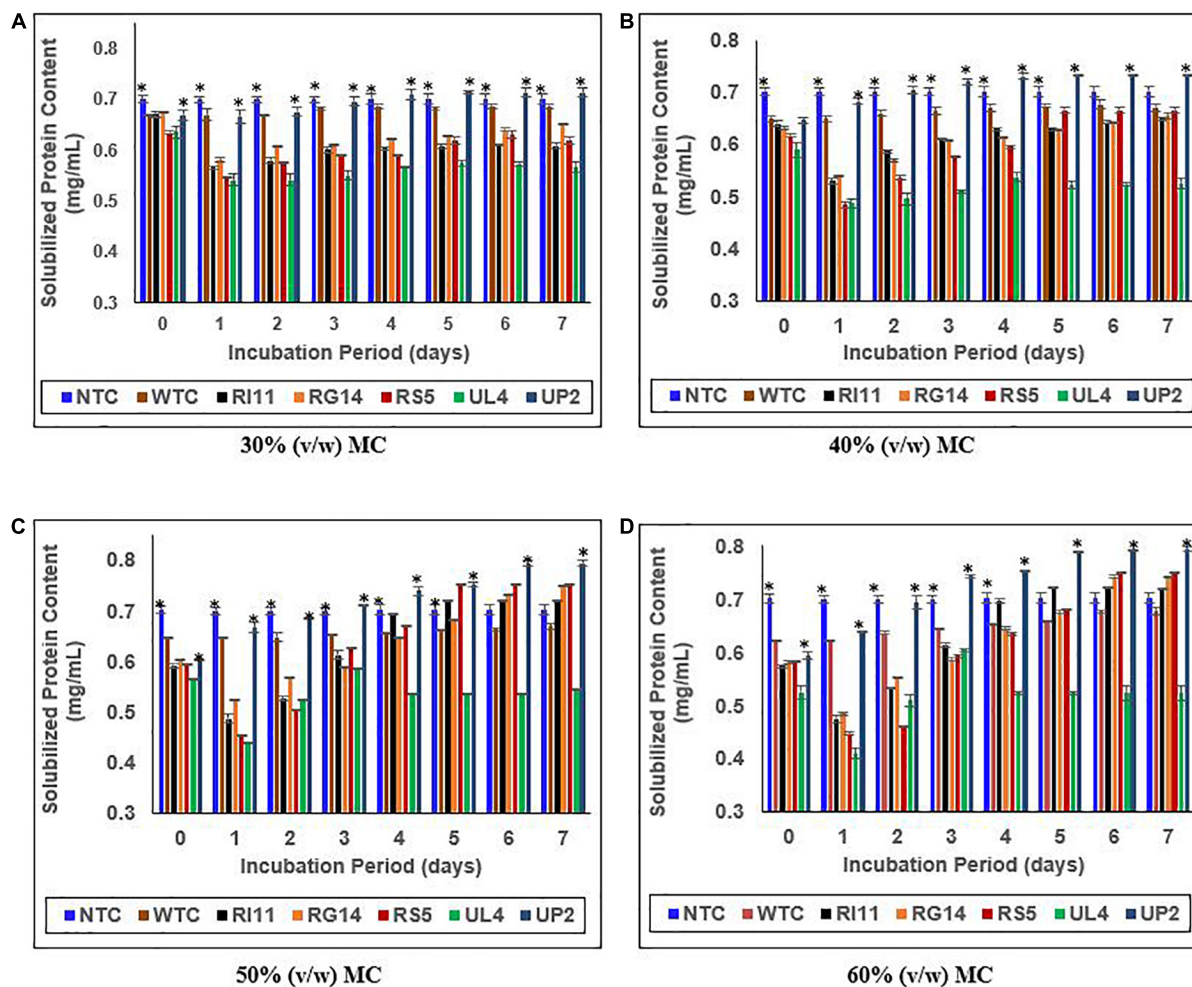 A
Solubilized Protein Content
(mg/mL)
0.8
0.7
0.6
0.5
0.4
0.3
* * * * * * * * * * * * * * * *
0 1 2 3 4 5 6 7
Incubation Period (days)
NTC WTC RI11 RG14 RS5 UL4 UP2
30% (v/w) MC
B
Solubilized Protein Content
(mg/mL)
0.8
0.7
0.6
0.5
0.4
0.3
* * * * * * * * * * * * *
0 1 2 3 4 5 6 7
Incubation Period (days)
NTC WTC RI11 RG14 RS5 UL4 UP2
40% (v/w) MC
C
Solubilized Protein Content
(mg/mL)
0.8
0.7
0.6
0.5
0.4
0.3
* * * * * * * * * * * * * *
0 1 2 3 4 5 6 7
Incubation Period (days)
NTC WTC RI11 RG14 RS5 UL4 UP2
50% (v/w) MC
D
Solubilized Protein Content
(mg/mL)
0.8
0.7
0.6
0.5
0.4
0.3
* * * * * * * * * * * * *
0 1 2 3 4 5 6 7
Incubation Period (days)
NTC WTC RI11 RG14 RS5 UL4 UP2
60% (v/w) MC